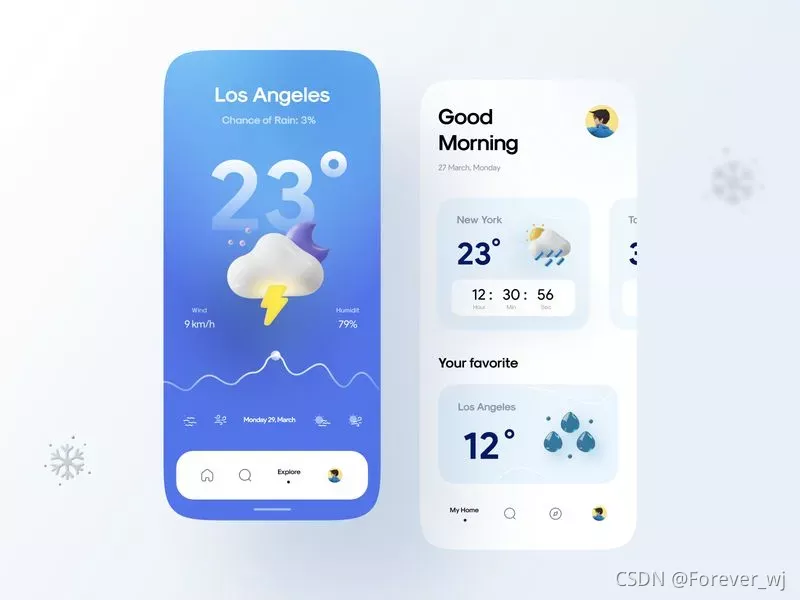 Los Angeles
Chance of Rain: 3%
23°
Wind
9 km/h
Humidit
79%
Monday 29, March
Explore
Good
Morning
27 March, Monday
New York
23°
12 : 30 : 56
Hour Min Sec
To
3
Your favorite
Los Angeles
12°
My Home
CSDN @Forever_wj